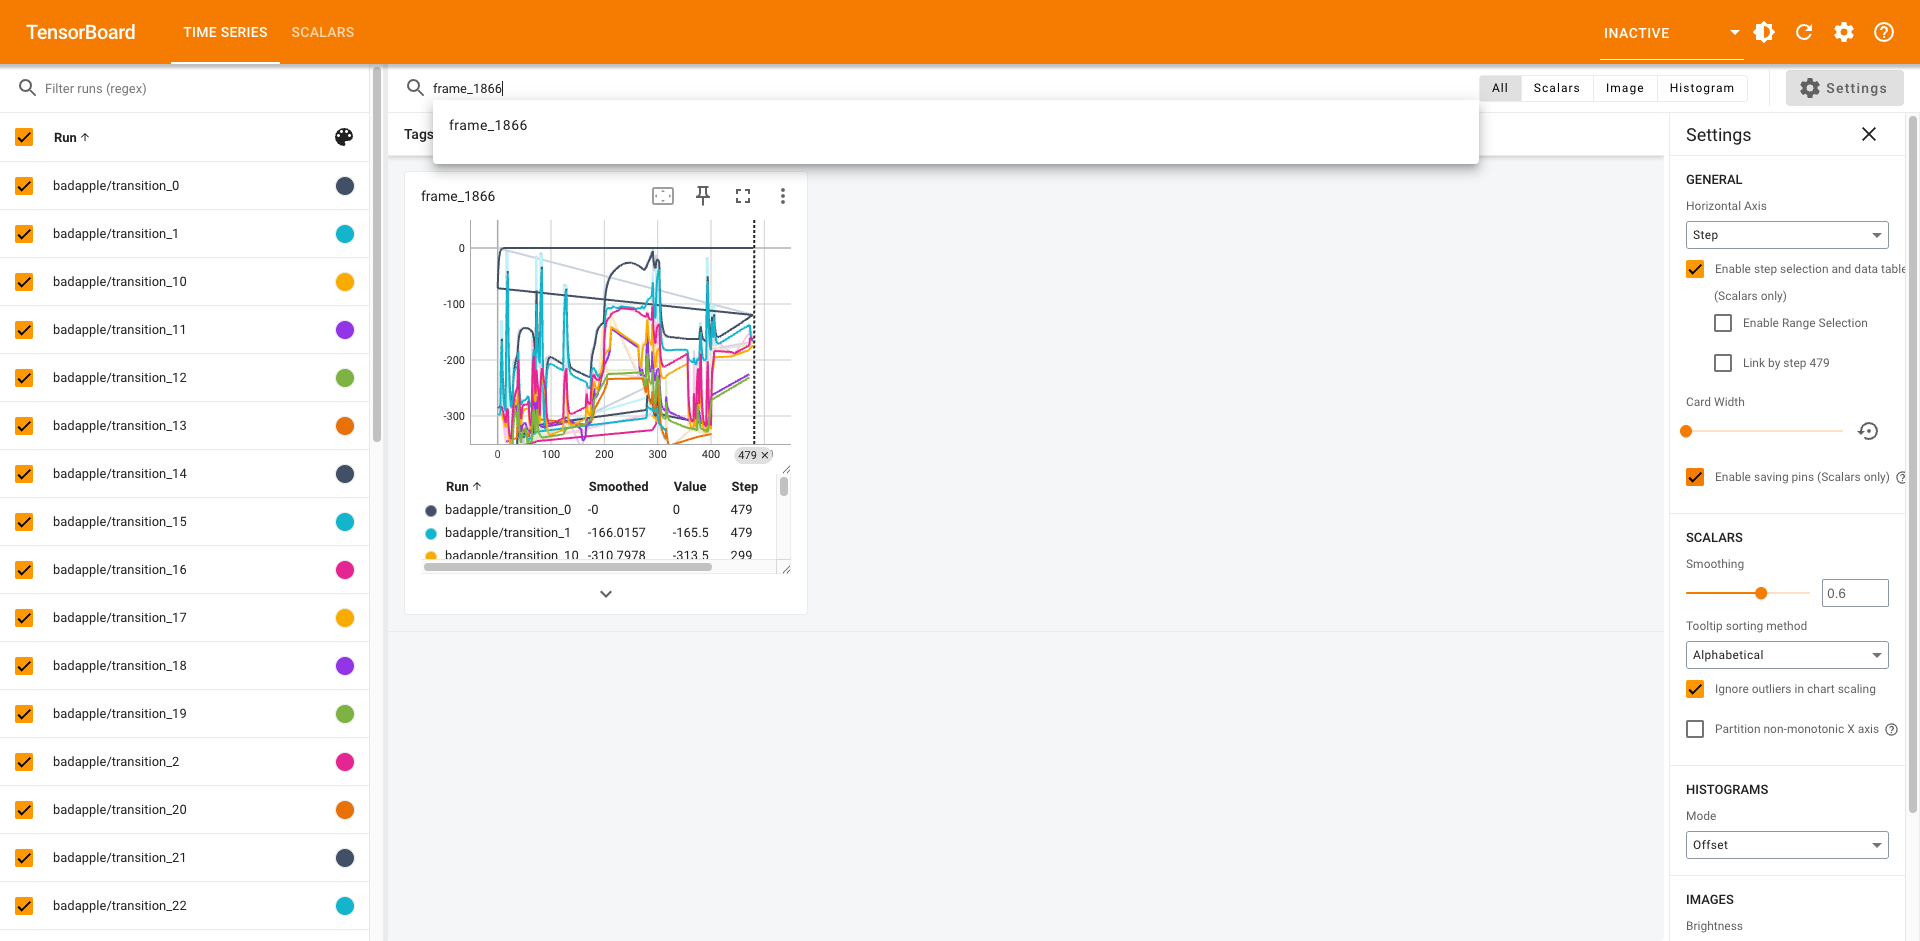 TensorBoard TIME SERIES SCALARS INACTIVE
Filter runs (regex)
frame_1866
All Scalars Image Histogram Settings
frame_1866
Tags
Run
badapple/transition_0
badapple/transition_1
badapple/transition_10
badapple/transition_11
badapple/transition_12
badapple/transition_13
badapple/transition_14
badapple/transition_15
badapple/transition_16
badapple/transition_17
badapple/transition_18
badapple/transition_19
badapple/transition_2
badapple/transition_20
badapple/transition_21
badapple/transition_22
frame_1866
0
-100
-200
-300
0 100 200 300 400 479
Run Smoothed Value Step
badapple/transition_0 -0 0 479
badapple/transition_1 -166.0157 -165.5 479
badapple/transition_10 -310.7978 -313.5 299
Settings
GENERAL
Horizontal Axis
Step
Enable step selection and data table
(Scalars only)
Enable Range Selection
Link by step 479
Card Width
Enable saving pins (Scalars only)
SCALARS
Smoothing
0.6
Tooltip sorting method
Alphabetical
Ignore outliers in chart scaling
Partition non-monotonic X axis
HISTOGRAMS
Mode
Offset
IMAGES
Brightness